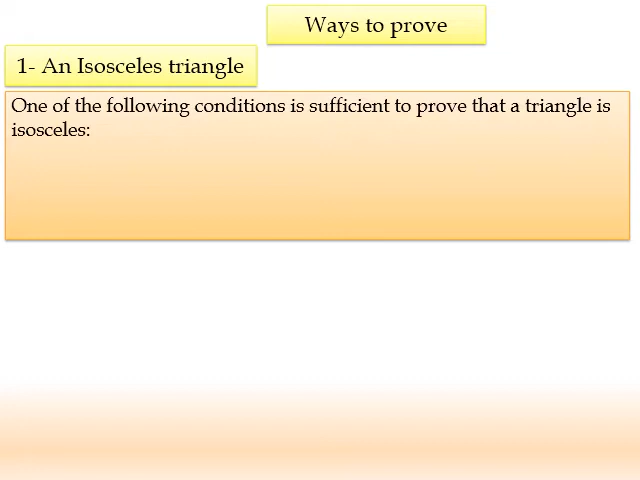 Ways to prove
1- An Isosceles triangle
One of the following conditions is sufficient to prove that a triangle is
isosceles: